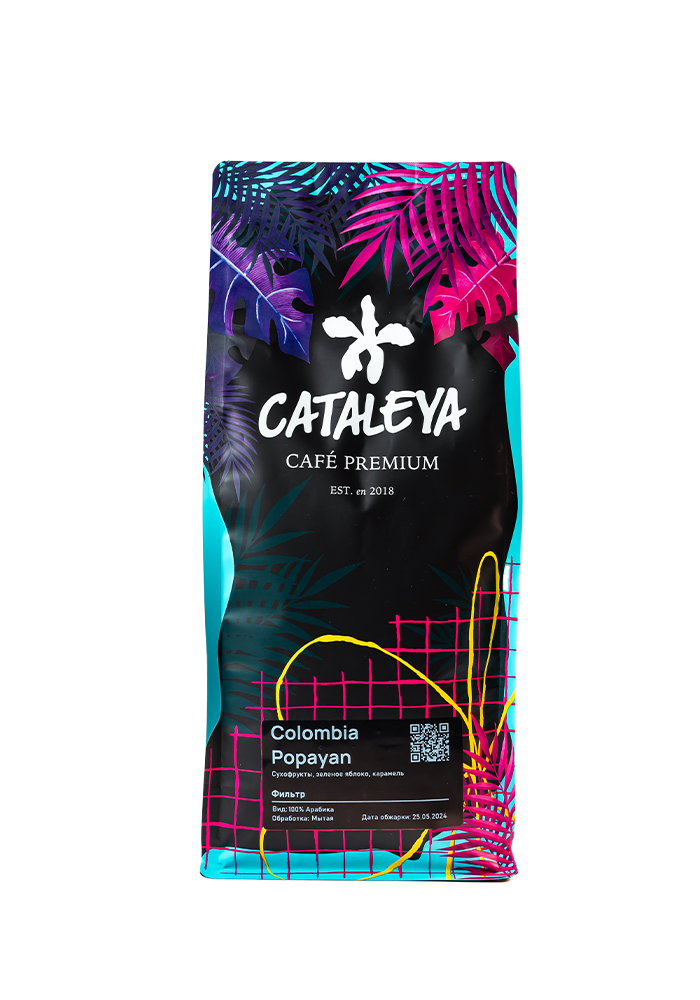 CATALEYA
CAFÉ PREMIUM
EST. en 2018
Colombia
Popayan
Сухофрукты, зеленое яблоко, карамель
Фильтр
Вид: 100% Арабика
Обработка: Мытая
Дата обжарки: 25.05.2024